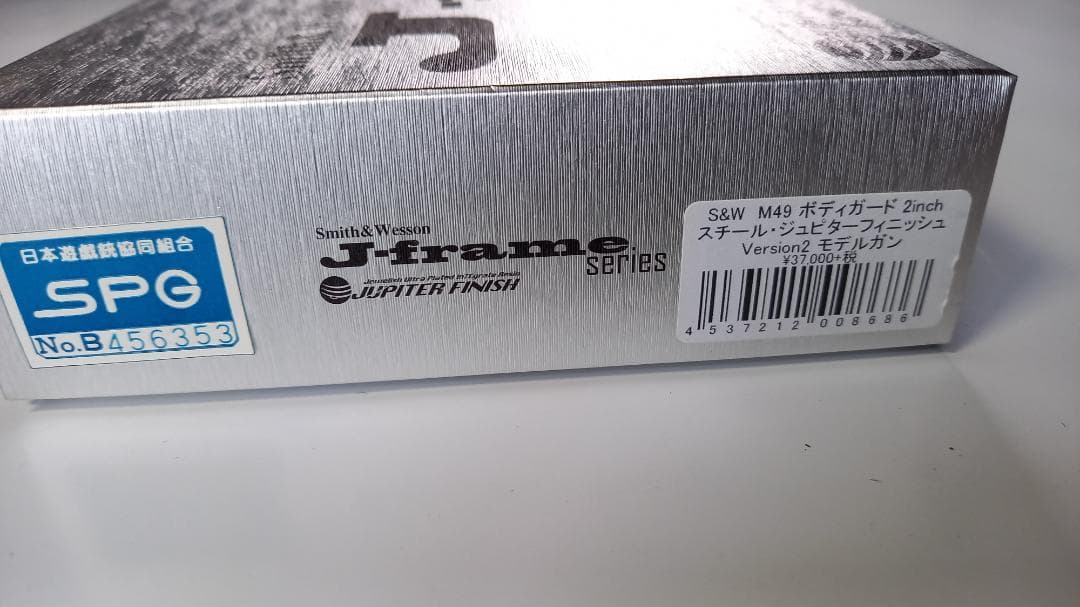 J
日本遊戯銃協同組合
SPG
No.B456353
Smith&Wesson
J-frame
series
JUPITER FINISH
S&W M49 ボディガード 2inch
スチール・ジュピターフィニッシュ
Version2 モデルガン
¥37,000+税
4 537212 008686